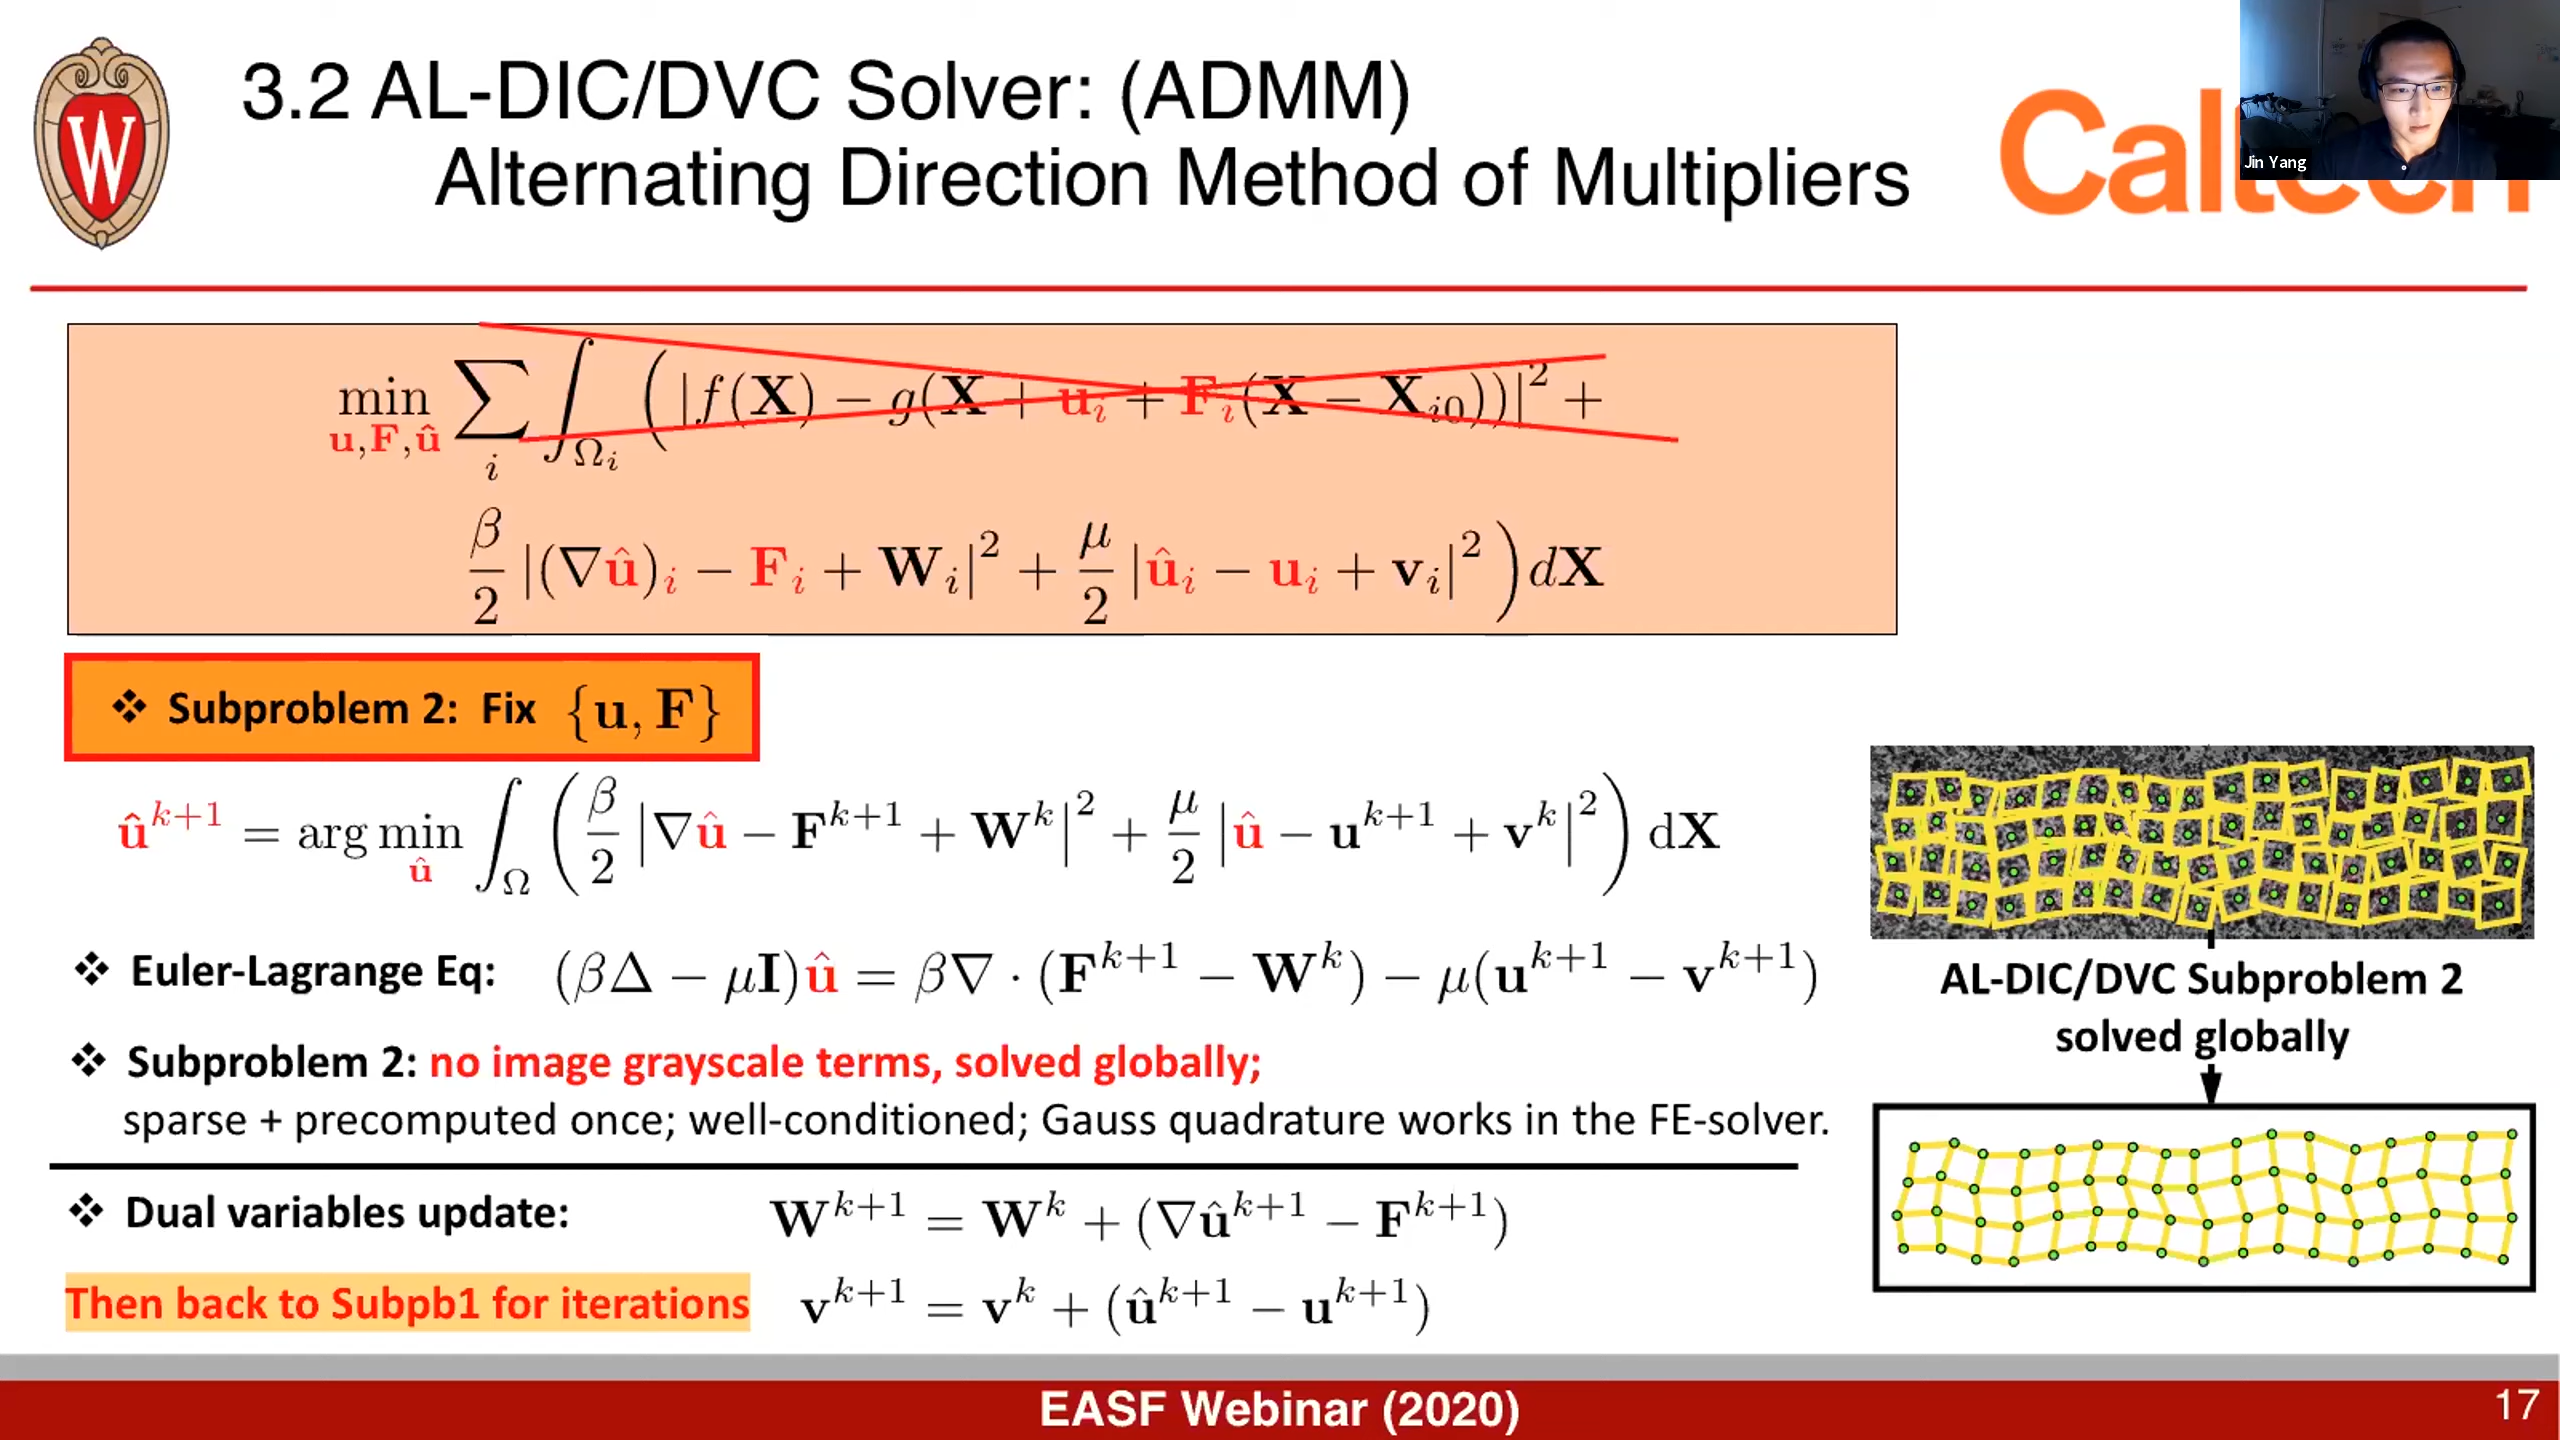 W
3.2 AL-DIC/DVC Solver: (ADMM)
Alternating Direction Method of Multipliers
Caltech
Jin Yang
min_{u,F,û} ∑_i ∫_{Ω_i} ( |f(X) − g(X + u_i + F_i(X − X_{i0}))|² +
β/2 |(∇û)_i − F_i + W_i|² + μ/2 |û_i − u_i + v_i|² ) dX
❖ Subproblem 2: Fix {u, F}
û^{k+1} = arg min_û ∫_Ω ( β/2 |∇û − F^{k+1} + W^k|² + μ/2 |û − u^{k+1} + v^k|² ) dX
❖ Euler-Lagrange Eq: (βΔ − μI)û = β∇ · (F^{k+1} − W^k) − μ(u^{k+1} − v^{k+1})
❖ Subproblem 2: no image grayscale terms, solved globally;
sparse + precomputed once; well-conditioned; Gauss quadrature works in the FE-solver.
❖ Dual variables update: W^{k+1} = W^k + (∇û^{k+1} − F^{k+1})
Then back to Subpb1 for iterations v^{k+1} = v^k + (û^{k+1} − u^{k+1})
AL-DIC/DVC Subproblem 2
solved globally
EASF Webinar (2020)
17